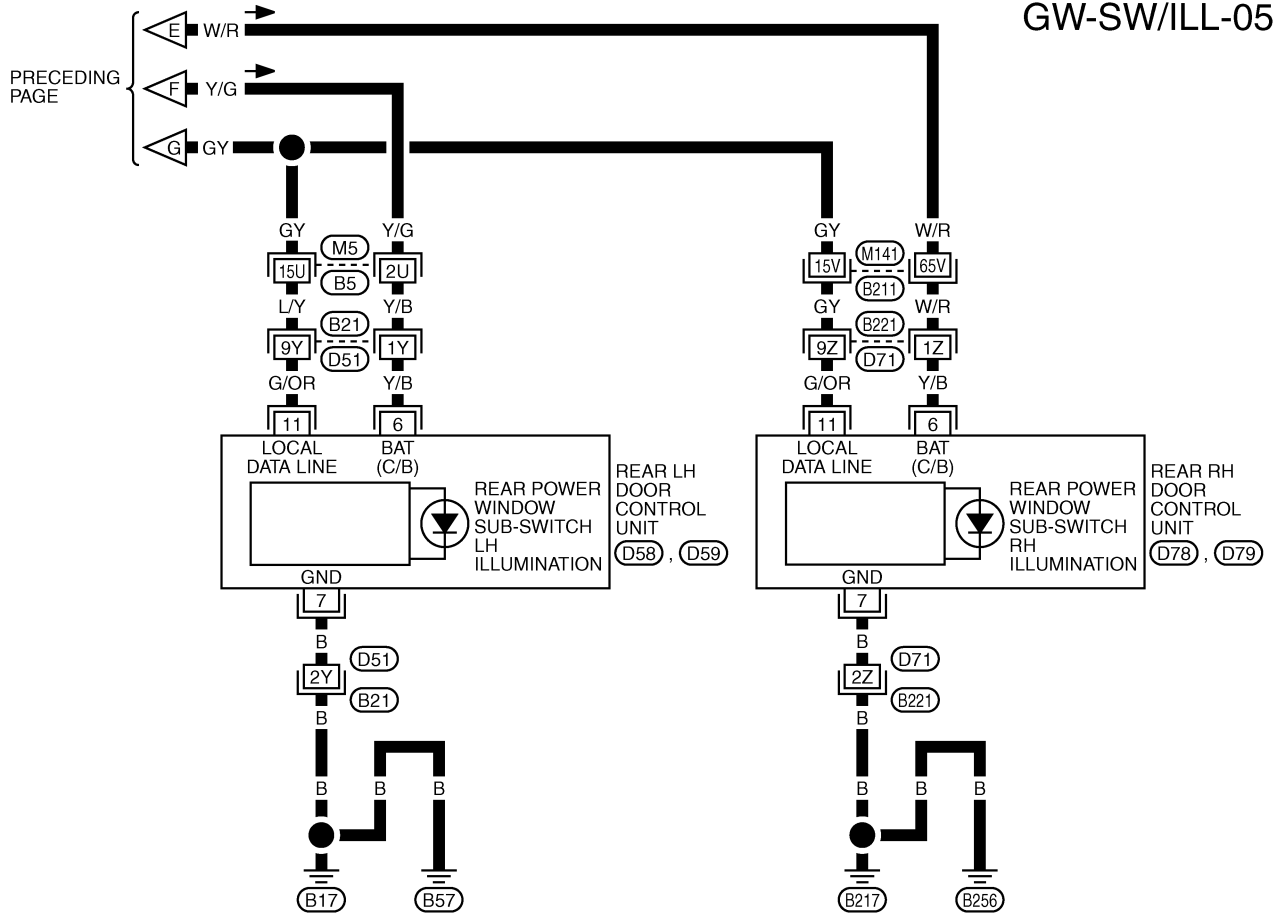 GW-SW/ILL-05
PRECEDING
PAGE
E W/R
F Y/G
G GY
GY Y/G GY W/R
M5 M141
15U 2U 15V 65V
B5 B211
L/Y Y/B GY W/R
B21 B221
9Y 1Y 9Z 1Z
D51 D71
G/OR Y/B G/OR Y/B
11 6 11 6
LOCAL
DATA LINE
BAT
(C/B)
REAR POWER
WINDOW
SUB-SWITCH
LH
ILLUMINATION
REAR LH
DOOR
CONTROL
UNIT
D58 , D59
LOCAL
DATA LINE
BAT
(C/B)
REAR POWER
WINDOW
SUB-SWITCH
RH
ILLUMINATION
REAR RH
DOOR
CONTROL
UNIT
D78 , D79
GND GND
7 7
B B
D51 D71
2Y 2Z
B21 B221
B B
B B B B B B
B17 B57 B217 B256